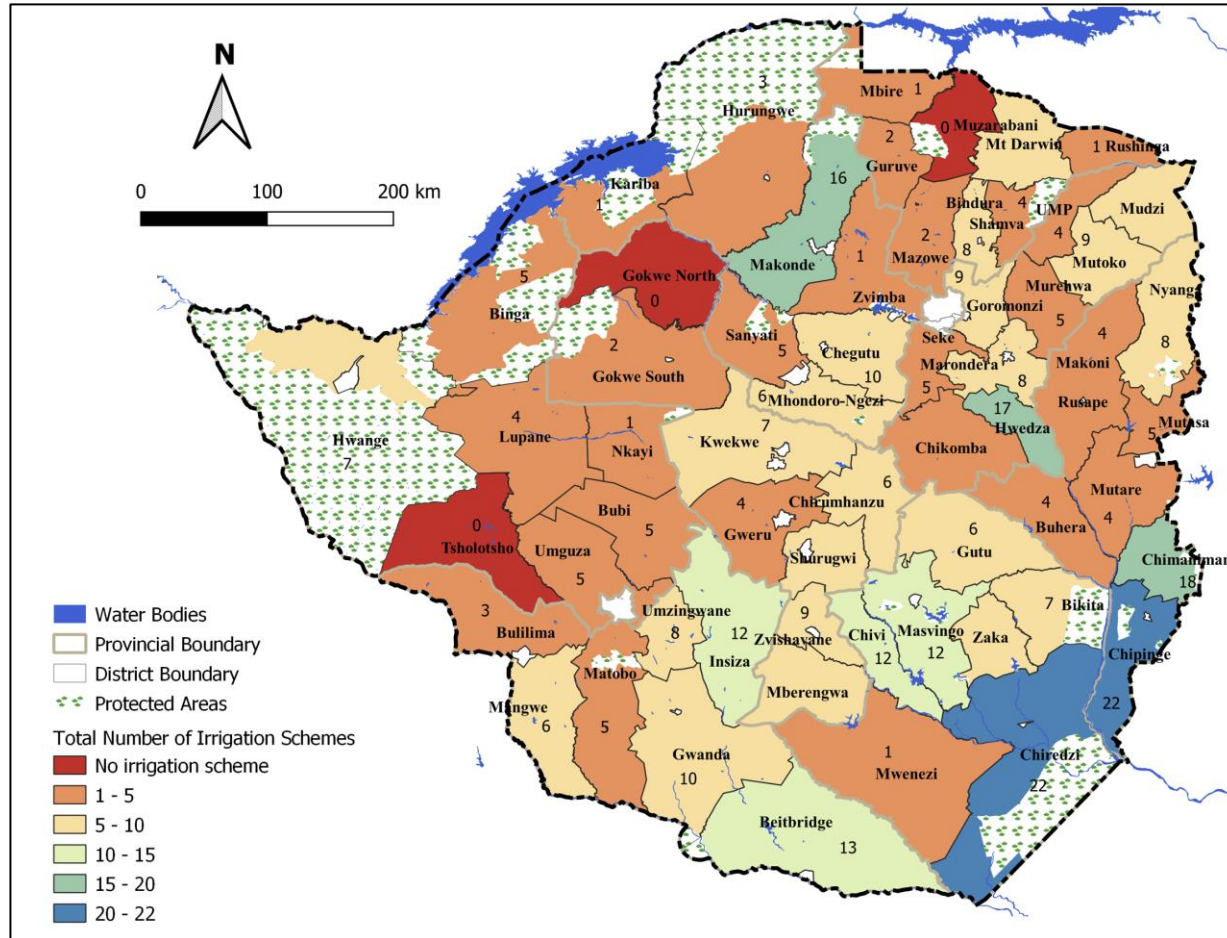 N
0 100 200 km
3
Hurungwe
Mbire 1
0
Muzarabani
Mt Darwin
1 Rushinga
2
Guruve
16
Kariba
1
Bindura
4
Shamva
8
UMP
4
Mudzi
9
Mutoko
2
Mazowe
Makonde
1
Zvimba
Gokwe North
0
5
Binga
9
Goromonzi
Murehwa
5
Nyang
8
4
Makoni
Seke
5
Marondera
8
Sanyati
5
Chegutu
10
2
Gokwe South
6
Mhondoro-Ngezi
17
Hwedza
Rusape
Mutasa
5
4
Lupane
1
Nkayi
7
Kwekwe
Hwange
7
Chikomba
6
Chirumhanzu
Mutare
4
4
Buhera
0
Tsholotsho
Bubi
5
Umguza
5
4
Gweru
Shurugwi
6
Gutu
Chimaniman
18
3
Bulilima
Umzingwane
8
12
Insiza
9
Zvishavane
Chivi
12
Masvingo
12
Zaka
7
Bikita
Chipinge
22
Matobo
5
Mberengwa
Mangwe
6
Gwanda
10
1
Mwenezi
Chiredzi
22
Beitbridge
13
Water Bodies
Provincial Boundary
District Boundary
Protected Areas
Total Number of Irrigation Schemes
No irrigation scheme
1 - 5
5 - 10
10 - 15
15 - 20
20 - 22